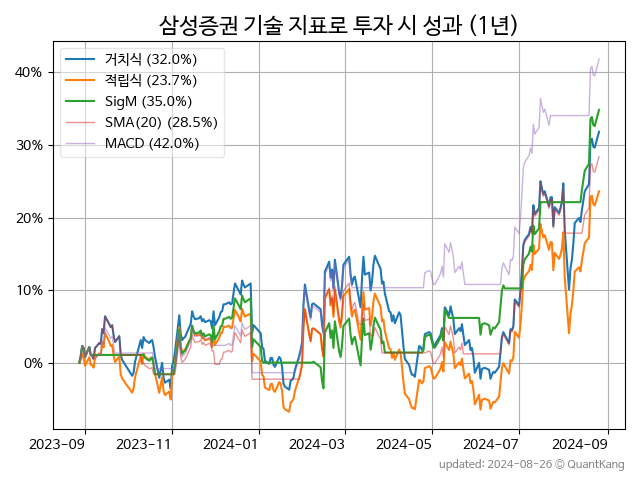 삼성증권 기술 지표로 투자 시 성과 (1년)
거치식 (32.0%)
적립식 (23.7%)
SigM (35.0%)
SMA(20) (28.5%)
MACD (42.0%)
40%
30%
20%
10%
0%
2023-09 2023-11 2024-01 2024-03 2024-05 2024-07 2024-09
updated: 2024-08-26 © QuantKang